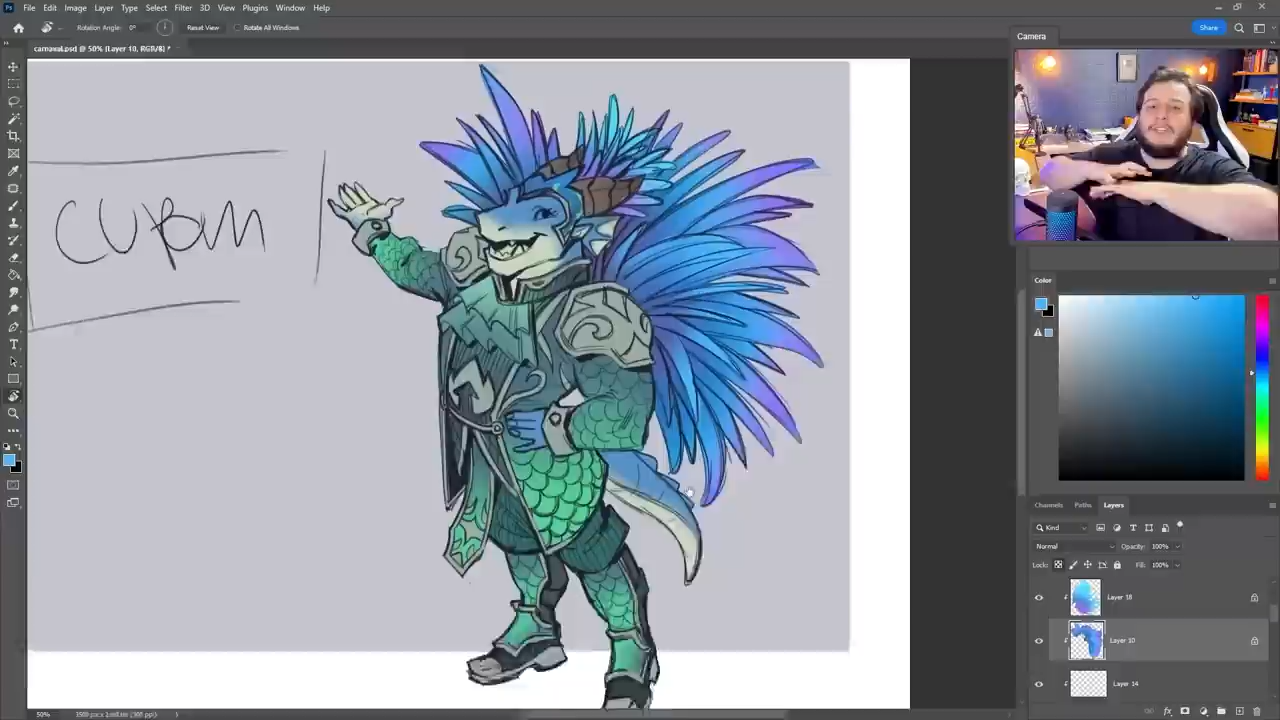 File Edit Image Layer Type Select Filter 3D View Plugins Window Help
Rotation Angle: 0° Reset View Rotate All Windows
Share
carnaval.psd @ 50% (Layer 10, RGB/8) *
Camera
Color
Channels Paths Layers
Kind
Normal Opacity: 100%
Lock: Fill: 100%
Layer 18
Layer 10
Layer 14
50%